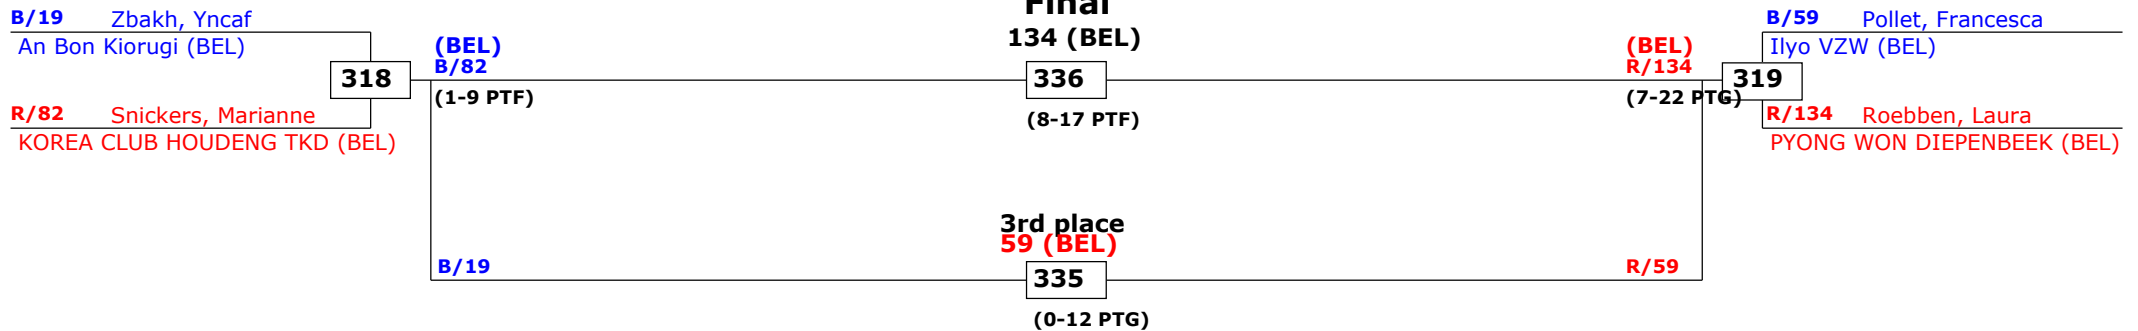 Final
134 (BEL)
B/19 Zbakh, Yncaf
An Bon Kiorugi (BEL)
318
R/82 Snickers, Marianne
KOREA CLUB HOUDENG TKD (BEL)
(BEL)
B/82
(1-9 PTF)
336
(8-17 PTF)
(BEL)
R/134
(7-22 PTG)
B/59 Pollet, Francesca
Ilyo VZW (BEL)
319
R/134 Roebben, Laura
PYONG WON DIEPENBEEK (BEL)
3rd place
59 (BEL)
B/19
335
R/59
(0-12 PTG)